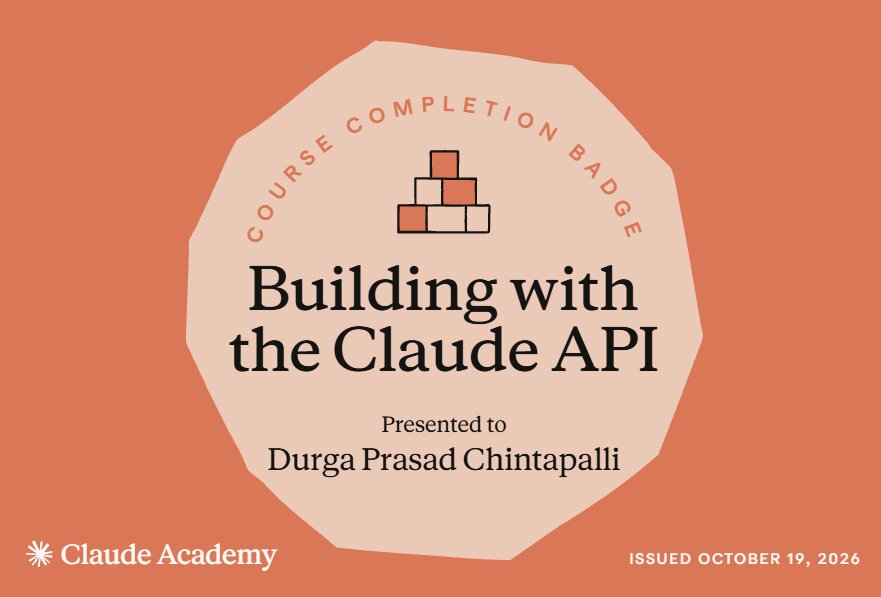 COURSE COMPLETION BADGE
Building with
the Claude API
Presented to
Durga Prasad Chintapalli
Claude Academy
ISSUED OCTOBER 19, 2026